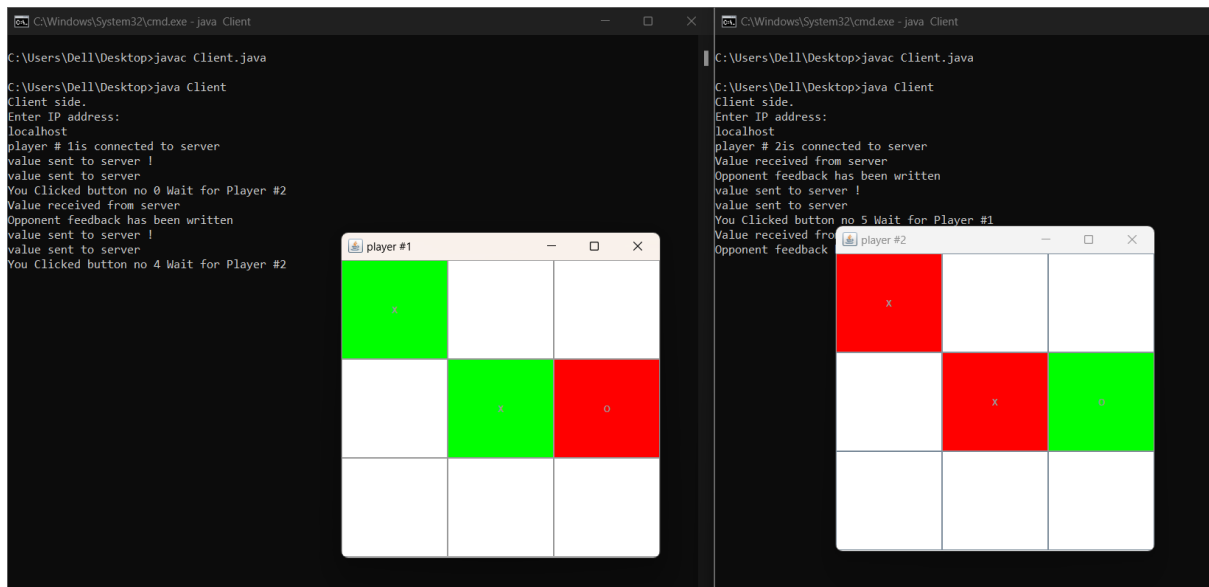 C:\Windows\System32\cmd.exe - java Client
C:\Users\Dell\Desktop>javac Client.java
C:\Users\Dell\Desktop>java Client
Client side.
Enter IP address:
localhost
player # 1is connected to server
value sent to server !
value sent to server
You Clicked button no 0 Wait for Player #2
Value received from server
Opponent feedback has been written
value sent to server !
value sent to server
You Clicked button no 4 Wait for Player #2
player #1
x
x o
C:\Windows\System32\cmd.exe - java Client
C:\Users\Dell\Desktop>javac Client.java
C:\Users\Dell\Desktop>java Client
Client side.
Enter IP address:
localhost
player # 2is connected to server
Value received from server
Opponent feedback has been written
value sent to server !
value sent to server
You Clicked button no 5 Wait for Player #1
Value received
Opponent feedback
player #2
x
x o